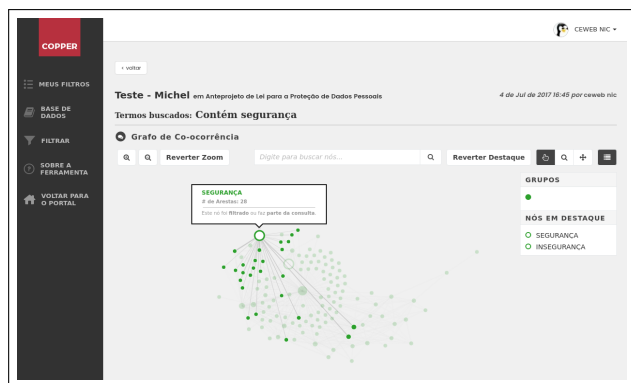 COPPER
CEWEB NIC
MEUS FILTROS
BASE DE
DADOS
FILTRAR
SOBRE A
FERRAMENTA
VOLTAR PARA
O PORTAL
‹ voltar
Teste - Michel em Anteprojeto de Lei para a Proteção de Dados Pessoais
4 de Jul de 2017 16:45 por ceweb nic
Termos buscados: Contém segurança
Grafo de Co-ocorrência
Reverter Zoom
Digite para buscar nós...
Reverter Destaque
SEGURANÇA
# de Arestas: 28
Este nó foi filtrado ou faz parte da consulta.
GRUPOS
NÓS EM DESTAQUE
SEGURANÇA
INSEGURANÇA